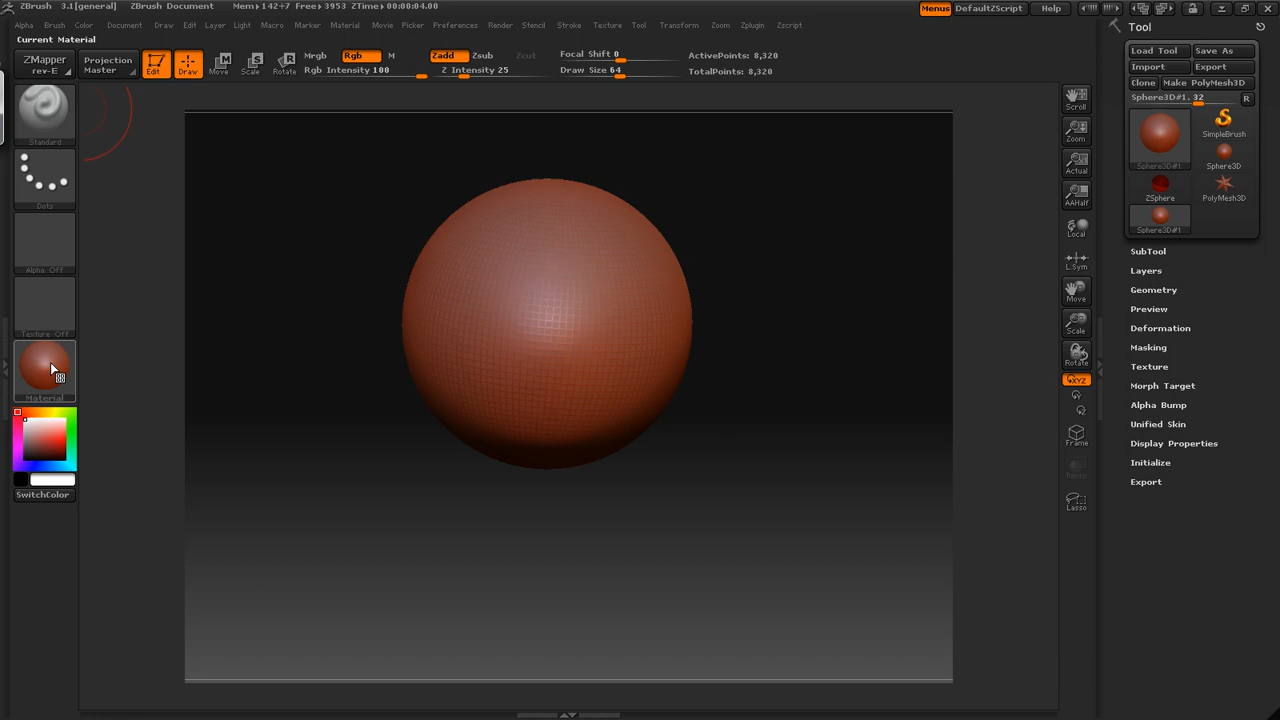 ZBrush 3.1[general] ZBrush Document Mem▸142+7 Free▸3953 ZTime▸00:00:04.00 Menus DefaultZScript Help
Alpha Brush Color Document Draw Edit Layer Light Macro Marker Material Movie Picker Preferences Render Stencil Stroke Texture Tool Transform Zoom Zplugin Zscript
Current Material
ZMapper
rev-E
Projection
Master
Edit
Draw
Move
Scale
Rotate
Mrgb Rgb M
Rgb Intensity 100
Zadd Zsub Zcut
Z Intensity 25
Focal Shift 0
Draw Size 64
ActivePoints: 8,320
TotalPoints: 8,320
Standard
Dots
Alpha Off
Texture Off
Material
SwitchColor
Scroll
Zoom
Actual
AAHalf
Local
L.Sym
Move
Scale
Rotate
XYZ
Frame
Transp
Lasso
Tool
Load Tool Save As
Import Export
Clone Make PolyMesh3D
Sphere3D#1. 32 R
Sphere3D#1
SimpleBrush
Sphere3D
ZSphere
PolyMesh3D
Sphere3D#1
SubTool
Layers
Geometry
Preview
Deformation
Masking
Texture
Morph Target
Alpha Bump
Unified Skin
Display Properties
Initialize
Export